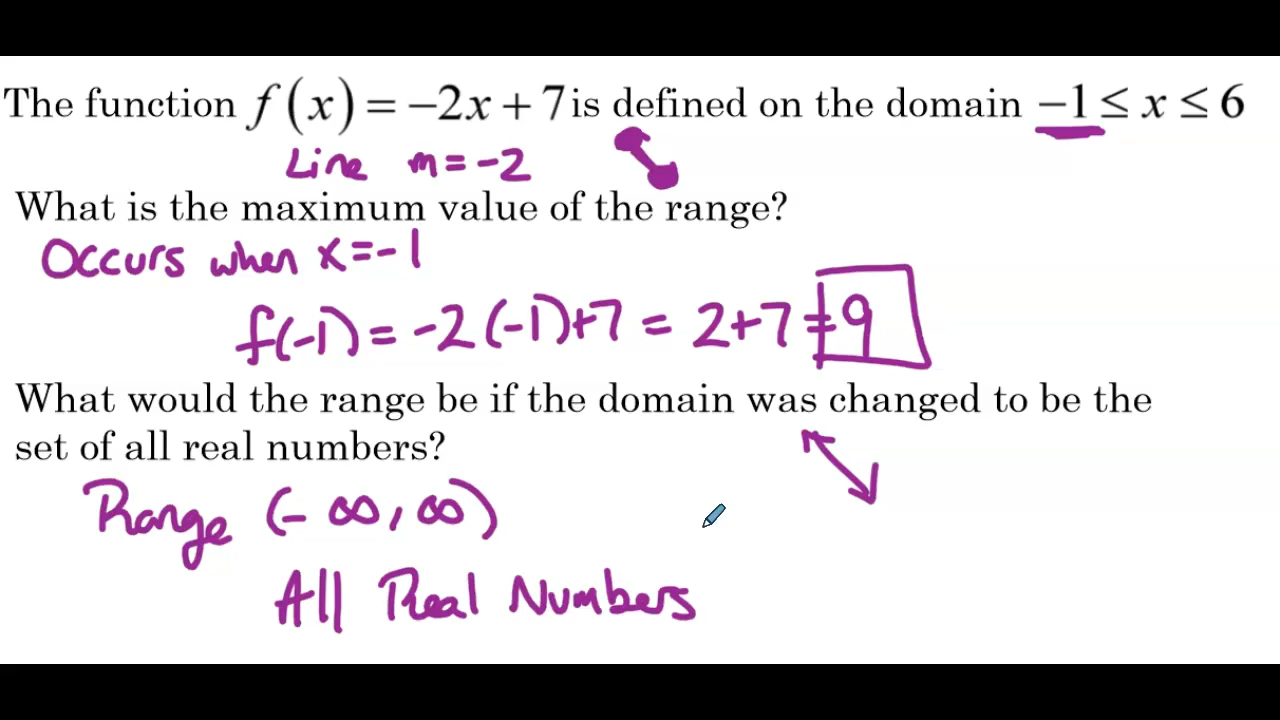 The function f(x) = −2x + 7 is defined on the domain −1 ≤ x ≤ 6
Line m = -2
What is the maximum value of the range?
Occurs when x = -1
f(-1) = -2(-1)+7 = 2+7 = 9
What would the range be if the domain was changed to be the
set of all real numbers?
Range (-∞, ∞)
All Real Numbers